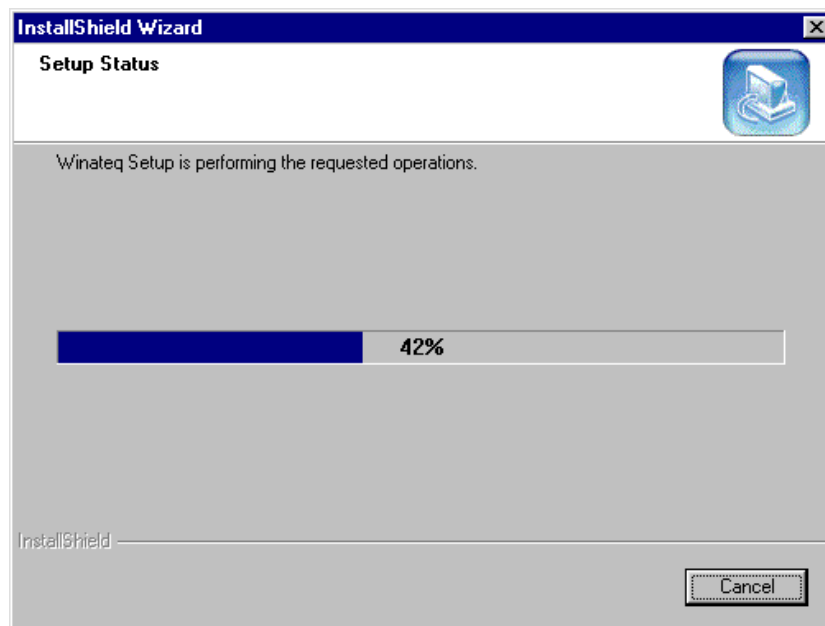 InstallShield Wizard
Setup Status
Winateq Setup is performing the requested operations.
42%
InstallShield
Cancel